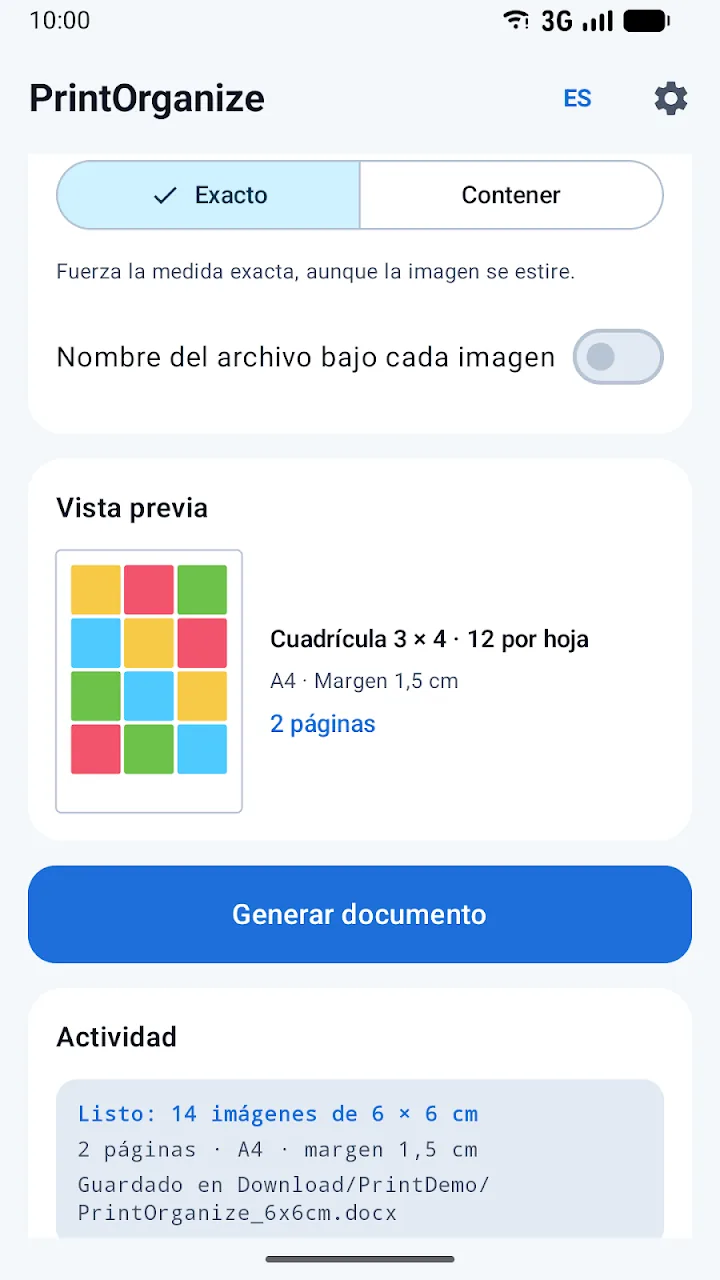 10:00
3G
PrintOrganize
ES
Exacto
Contener
Fuerza la medida exacta, aunque la imagen se estire.
Nombre del archivo bajo cada imagen
Vista previa
Cuadrícula 3 × 4 · 12 por hoja
A4 · Margen 1,5 cm
2 páginas
Generar documento
Actividad
Listo: 14 imágenes de 6 × 6 cm
2 páginas · A4 · margen 1,5 cm
Guardado en Download/PrintDemo/
PrintOrganize_6x6cm.docx